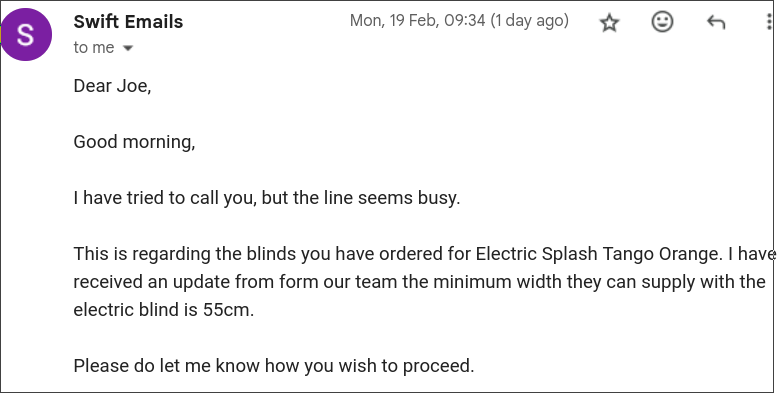 S
Swift Emails
Mon, 19 Feb, 09:34 (1 day ago)
to me
Dear Joe,
Good morning,
I have tried to call you, but the line seems busy.
This is regarding the blinds you have ordered for Electric Splash Tango Orange. I have
received an update from form our team the minimum width they can supply with the
electric blind is 55cm.
Please do let me know how you wish to proceed.